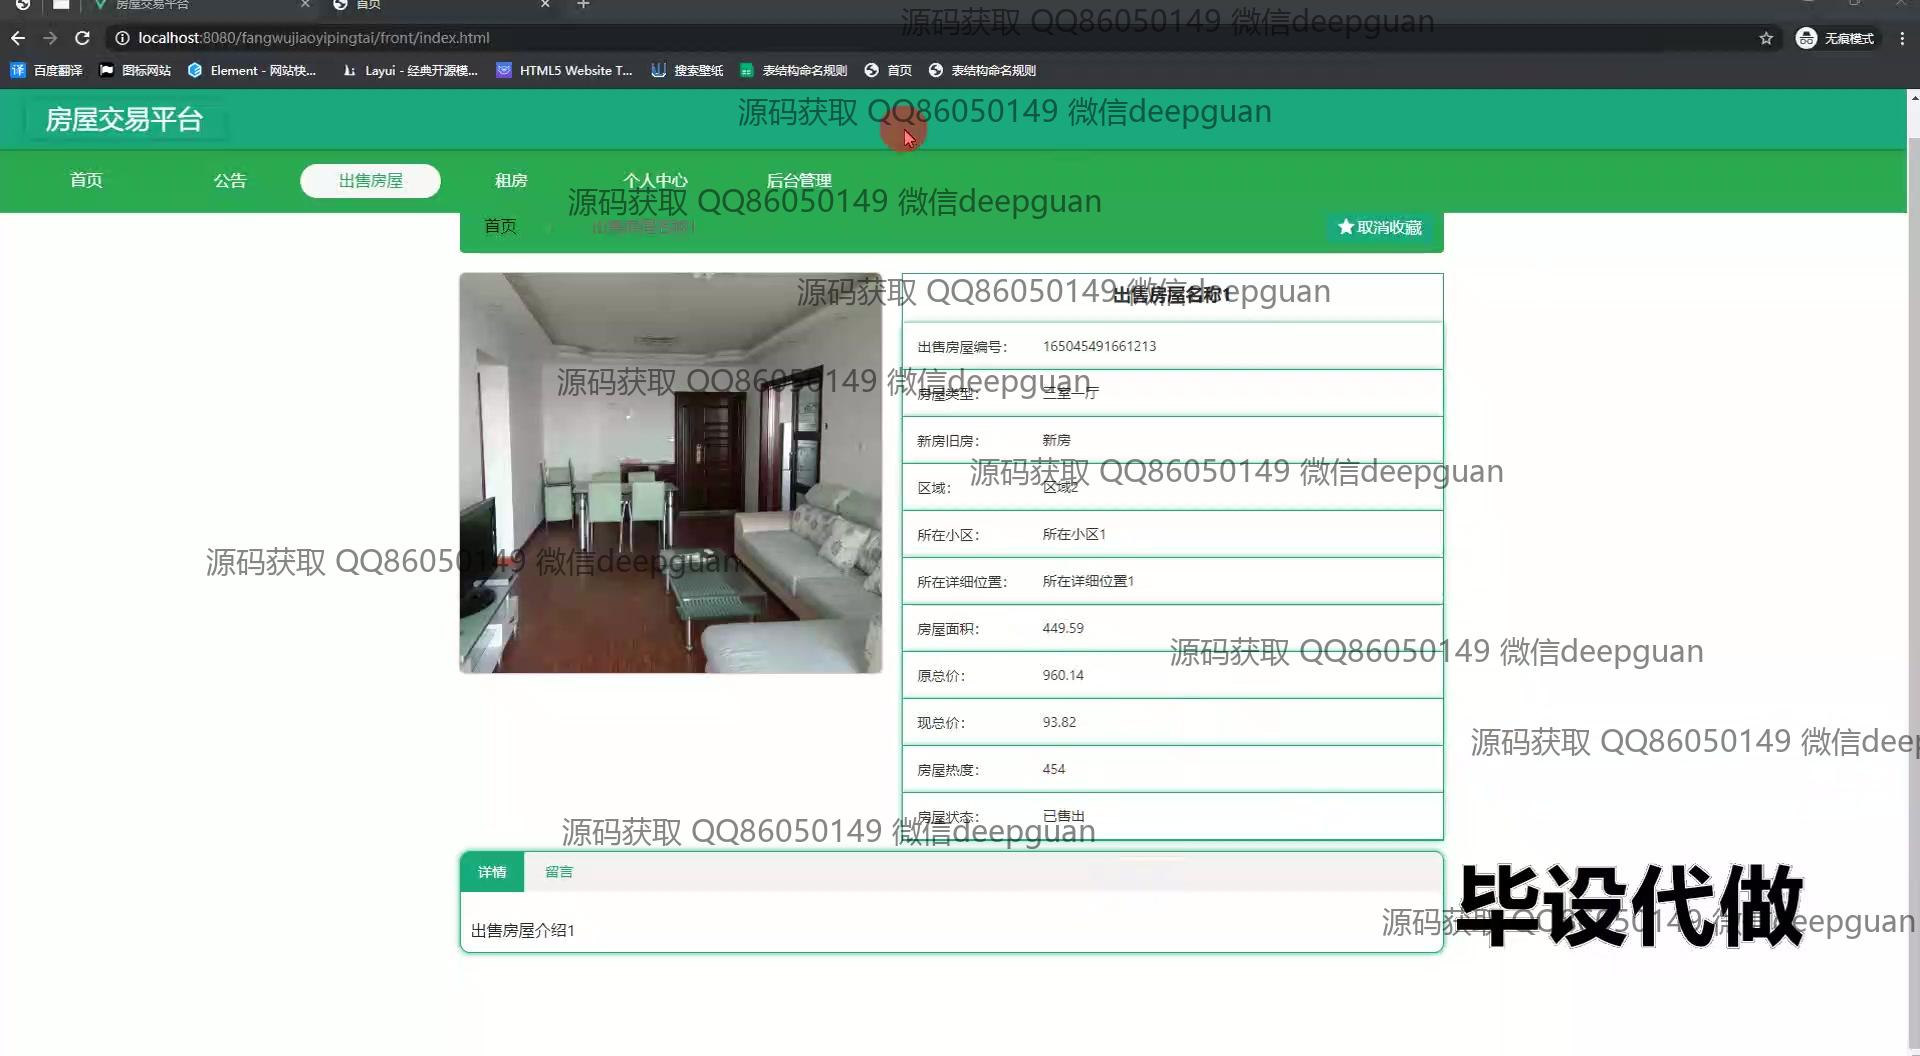 房屋交易平台
首页
源码获取 QQ86050149 微信deepguan
localhost:8080/fangwujiaoyipingtai/front/index.html
无痕模式
百度翻译
图标网站
Element - 网站快...
Layui - 经典开源模...
HTML5 Website T...
搜索壁纸
表结构命名规则
首页
表结构命名规则
房屋交易平台
源码获取 QQ86050149 微信deepguan
首页
公告
出售房屋
租房
个人中心
后台管理
源码获取 QQ86050149 微信deepguan
首页
出售房屋名称1
取消收藏
源码获取 QQ86050149 微信deepguan
出售房屋名称1
出售房屋编号： 165045491661213
源码获取 QQ86050149 微信deepguan
房屋类型： 三室一厅
新房旧房： 新房
源码获取 QQ86050149 微信deepguan
区域： 区域2
所在小区： 所在小区1
源码获取 QQ86050149 微信deepguan
所在详细位置： 所在详细位置1
房屋面积： 449.59
源码获取 QQ86050149 微信deepguan
原总价： 960.14
现总价： 93.82
源码获取 QQ86050149 微信deep
房屋热度： 454
房屋状态： 已售出
源码获取 QQ86050149 微信deepguan
详情
留言
出售房屋介绍1
源码获取 QQ86050149 微信deepguan
毕设代做